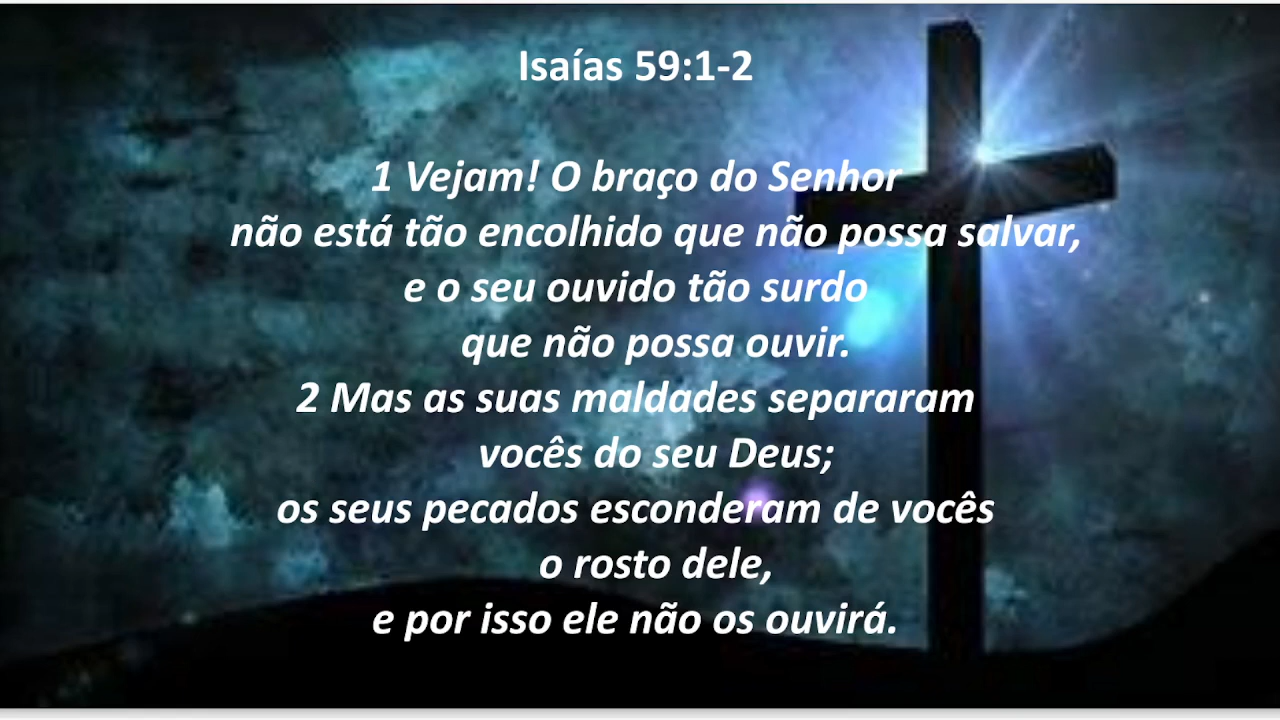 Isaías 59:1-2
1 Vejam! O braço do Senhor
não está tão encolhido que não possa salvar,
e o seu ouvido tão surdo
que não possa ouvir.
2 Mas as suas maldades separaram
vocês do seu Deus;
os seus pecados esconderam de vocês
o rosto dele,
e por isso ele não os ouvirá.